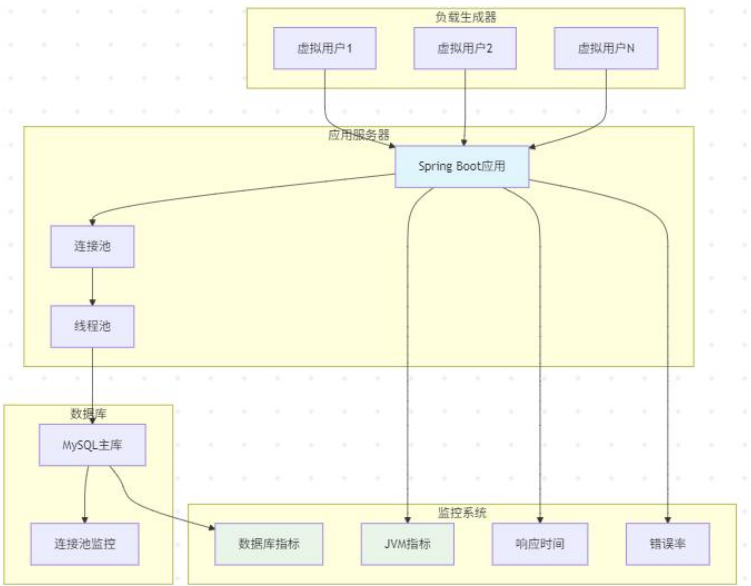 负载生成器
虚拟用户1
虚拟用户2
虚拟用户N
应用服务器
Spring Boot应用
连接池
线程池
数据库
MySQL主库
连接池监控
监控系统
数据库指标
JVM指标
响应时间
错误率